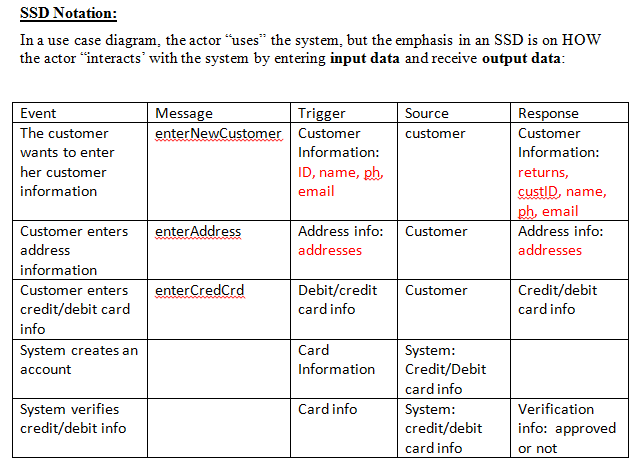 SSD Notation:
In a use case diagram, the actor “uses” the system, but the emphasis in an SSD is on HOW
the actor “interacts’ with the system by entering input data and receive output data:
Event Message Trigger Source Response
The customer enterNewCustomer Customer customer Customer
wants to enter Information: Information:
her customer ID, name, ph, returns,
information email custID, name,
ph, email
Customer enters enterAddress Address info: Customer Address info:
address addresses addresses
information
Customer enters enterCredCrd Debit/credit Customer Credit/debit
credit/debit card card info card info
info
System creates an Card System:
account Information Credit/Debit
card info
System verifies Card info System: Verification
credit/debit info credit/debit info: approved
card info or not